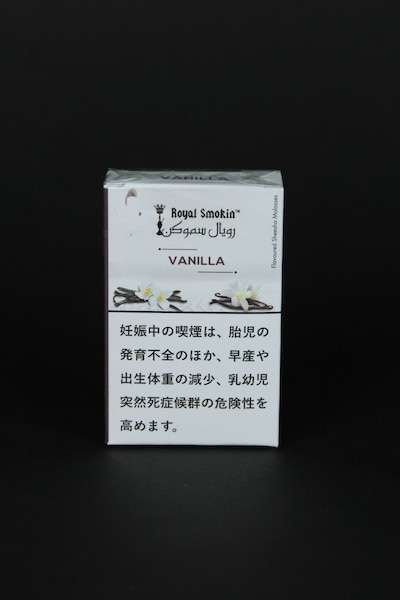 VANILLA
Royal Smokin™
رويال سموكن
VANILLA
Flavoured Sheesha Molasses
妊娠中の喫煙は、胎児の
発育不全のほか、早産や
出生体重の減少、乳幼児
突然死症候群の危険性を
高めます。